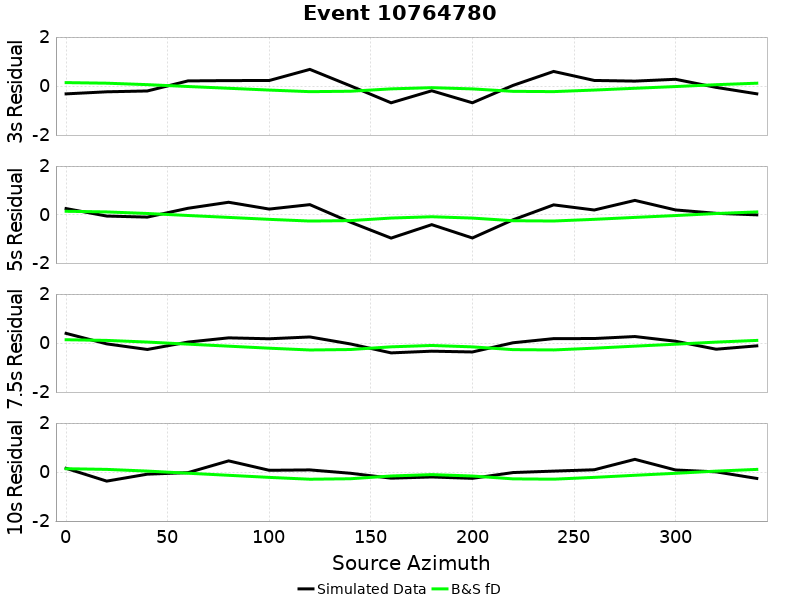 Event 10764780
3s Residual
2
0
-2
5s Residual
2
0
-2
7.5s Residual
2
0
-2
10s Residual
2
0
-2
0 50 100 150 200 250 300
Source Azimuth
Simulated Data B&S fD